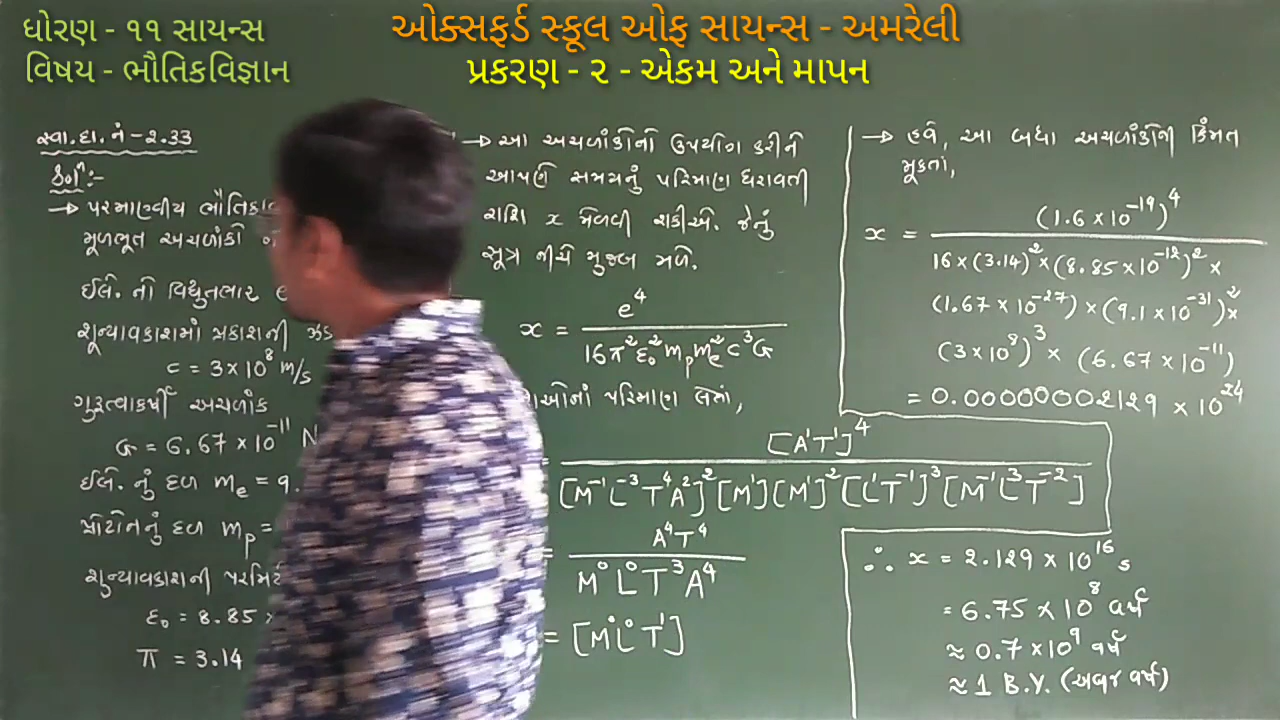 ધોરણ - ૧૧ સાયન્સ
વિષય - ભૌતિકવિજ્ઞાન
ઓક્સફર્ડ સ્કૂલ ઓફ સાયન્સ - અમરેલી
પ્રકરણ - ૨ - એકમ અને માપન
સ્વા.દા.નં - 2.33
→ પરમાણ્વીય
મૂળભૂત અચળાંકો
ઈલે. નો વિદ્યુતભાર e
શૂન્યાવકાશમાં પ્રકાશની
c = 3 × 10⁸ m/s
ગુરુત્વાકર્ષી અચળાંક
G = 6.67 × 10⁻¹¹ N
ઈલે. નું દળ mₑ = 9.
પ્રોટોનનું દળ mₚ =
શૂન્યાવકાશની
ε₀ = 8.85 ×
π = 3.14
→ આ અચળાંકોનો ઉપયોગ કરીને
આપણે સમયનું પરિમાણ ધરાવતી
રાશિ x મેળવી શકીએ. જેનું
સૂત્ર નીચે મુજબ મળે.
x = e⁴ / 16π²ε₀²mₚmₑ²c³G
પરિમાણ લેતાં,
= [A¹T¹]⁴ / [M⁻¹L⁻³T⁴A²]²[M¹][M¹]²[L¹T⁻¹]³[M⁻¹L³T⁻²]
= A⁴T⁴ / M⁰L⁰T³A⁴
= [M⁰L⁰T¹]
→ હવે, આ બધા અચળાંકોની કિંમત
મૂકતાં,
x = (1.6 × 10⁻¹⁹)⁴ /
16 × (3.14)² × (8.85 × 10⁻¹²)² ×
(1.67 × 10⁻²⁷) × (9.1 × 10⁻³¹)² ×
(3 × 10⁸)³ × (6.67 × 10⁻¹¹)
= 0.00000002129 × 10²⁴
∴ x = 2.129 × 10¹⁶ s
= 6.75 × 10⁸ વર્ષ
≈ 0.7 × 10⁹ વર્ષ
≈ 1 B.Y. (અબજ વર્ષ)